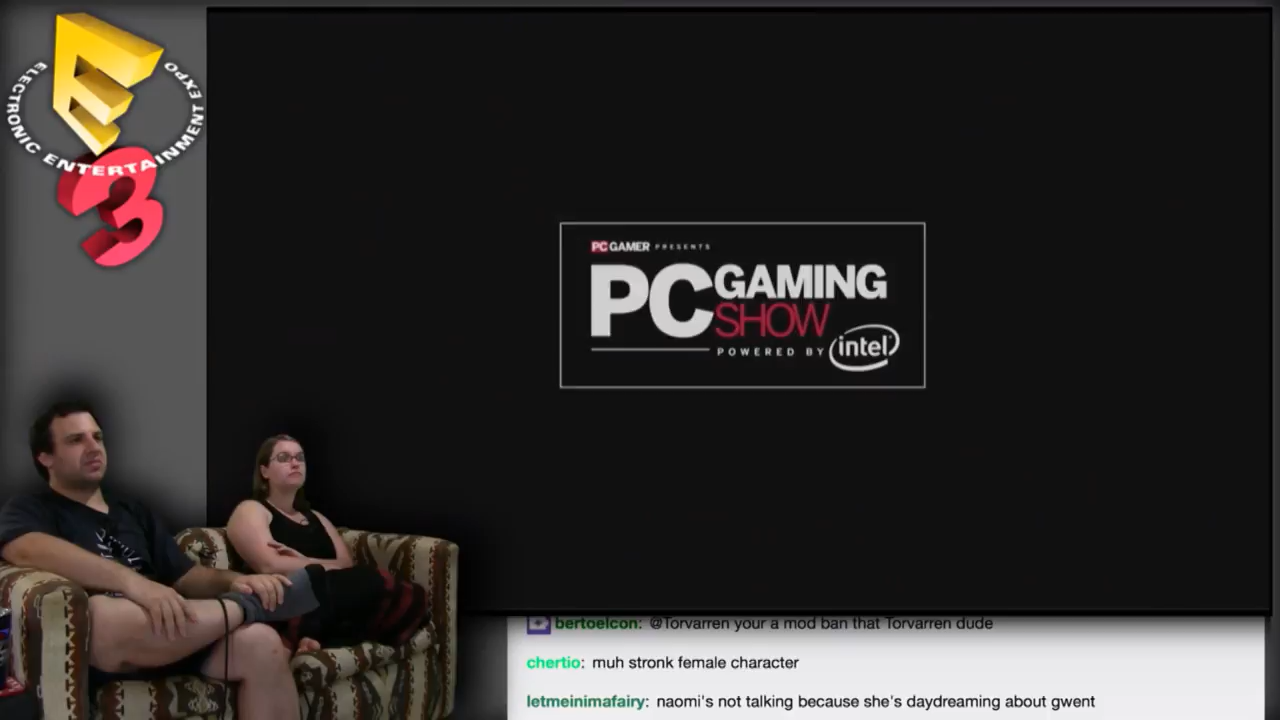 E
ELECTRONIC ENTERTAINMENT EXPO
3
PC GAMER PRESENTS
PC GAMING
SHOW
POWERED BY intel
bertoelcon: @Torvarren your a mod ban that Torvarren dude
chertio: muh stronk female character
letmeinimafairy: naomi's not talking because she's daydreaming about gwent